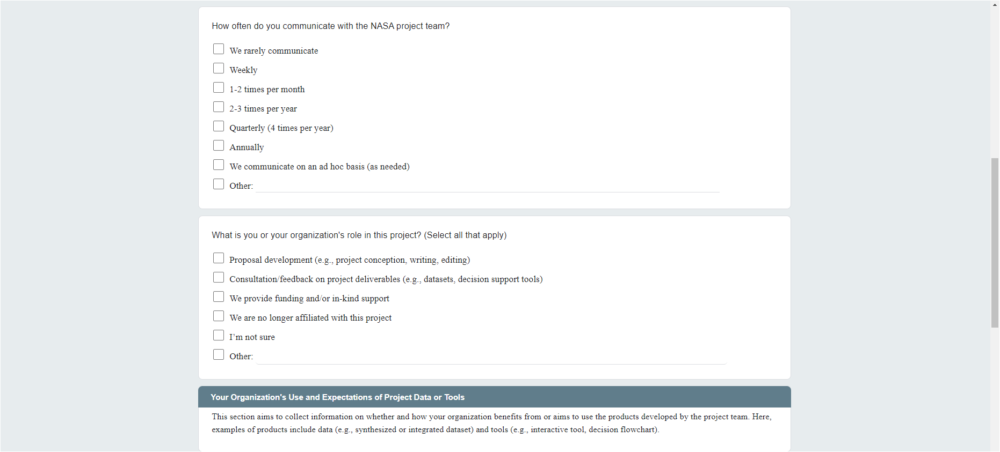 How often do you communicate with the NASA project team?
We rarely communicate
Weekly
1-2 times per month
2-3 times per year
Quarterly (4 times per year)
Annually
We communicate on an ad hoc basis (as needed)
Other:
What is you or your organization's role in this project? (Select all that apply)
Proposal development (e.g., project conception, writing, editing)
Consultation/feedback on project deliverables (e.g., datasets, decision support tools)
We provide funding and/or in-kind support
We are no longer affiliated with this project
I’m not sure
Other:
Your Organization's Use and Expectations of Project Data or Tools
This section aims to collect information on whether and how your organization benefits from or aims to use the products developed by the project team. Here,
examples of products include data (e.g., synthesized or integrated dataset) and tools (e.g., interactive tool, decision flowchart).